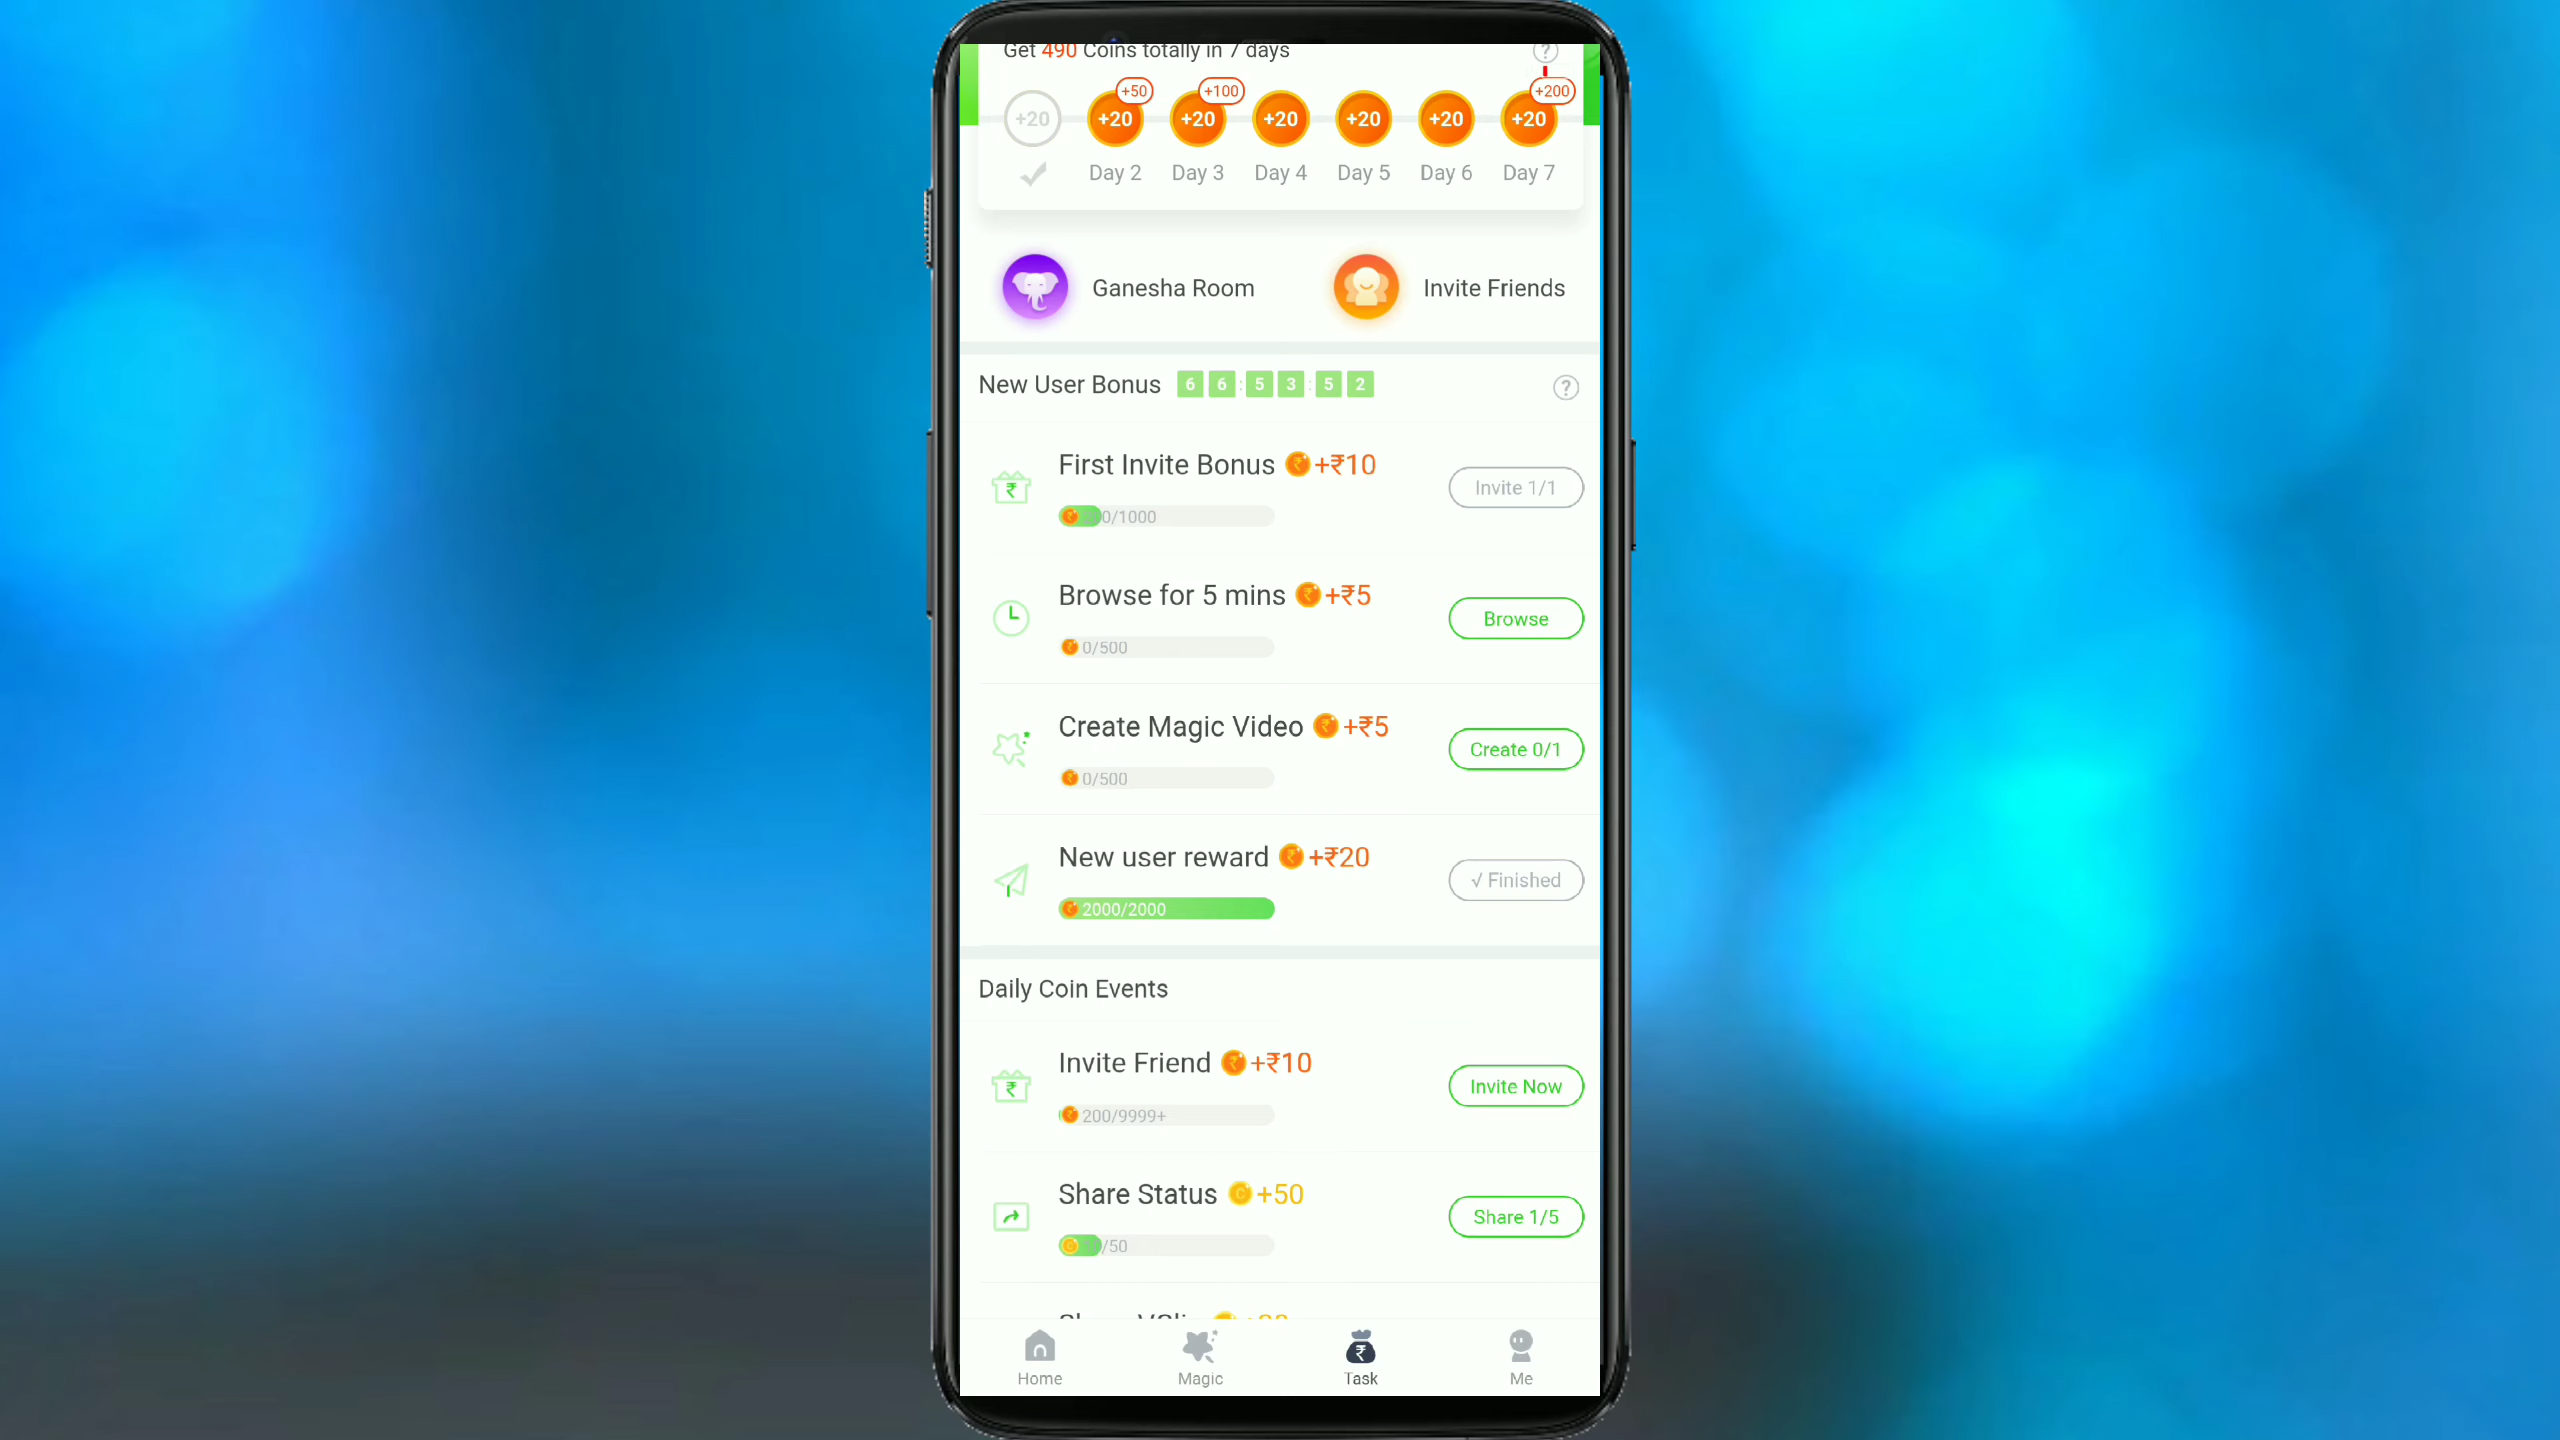 Get 490 Coins totally in 7 days
?
+50 +100 +200
+20 +20 +20 +20 +20 +20 +20
Day 2 Day 3 Day 4 Day 5 Day 6 Day 7
Ganesha Room Invite Friends
New User Bonus 6 6 : 5 3 : 5 2 ?
First Invite Bonus ₹ +₹10
₹ Invite 1/1
0/1000
Browse for 5 mins ₹ +₹5
Browse
₹ 0/500
Create Magic Video ₹ +₹5
Create 0/1
₹ 0/500
New user reward ₹ +₹20
√ Finished
₹ 2000/2000
Daily Coin Events
Invite Friend ₹ +₹10
₹ Invite Now
₹ 200/9999+
Share Status C +50
Share 1/5
C /50
₹
Home Magic Task Me